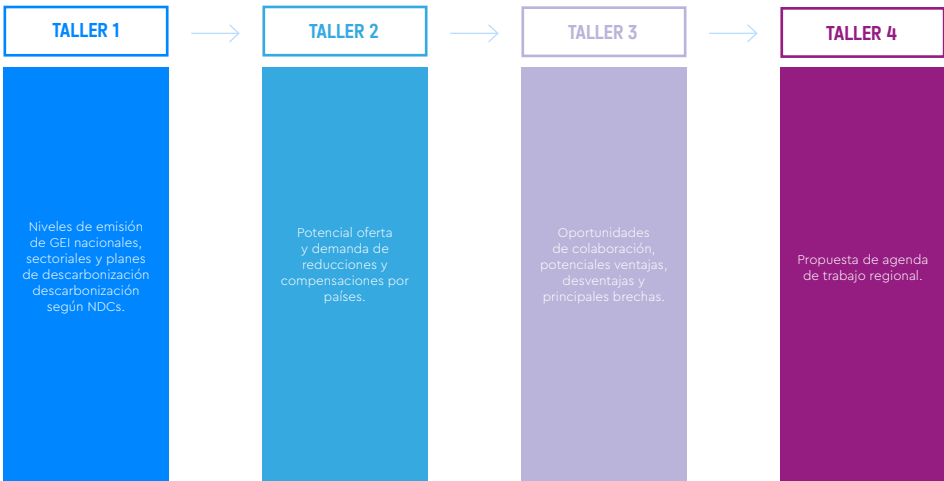 TALLER 1
Niveles de emisión
de GEI nacionales,
sectoriales y planes
de descarbonización
descarbonización
según NDCs.
TALLER 2
Potencial oferta
y demanda de
reducciones y
compensaciones por
países.
TALLER 3
Oportunidades
de colaboración,
potenciales ventajas,
desventajas y
principales brechas.
TALLER 4
Propuesta de agenda
de trabajo regional.